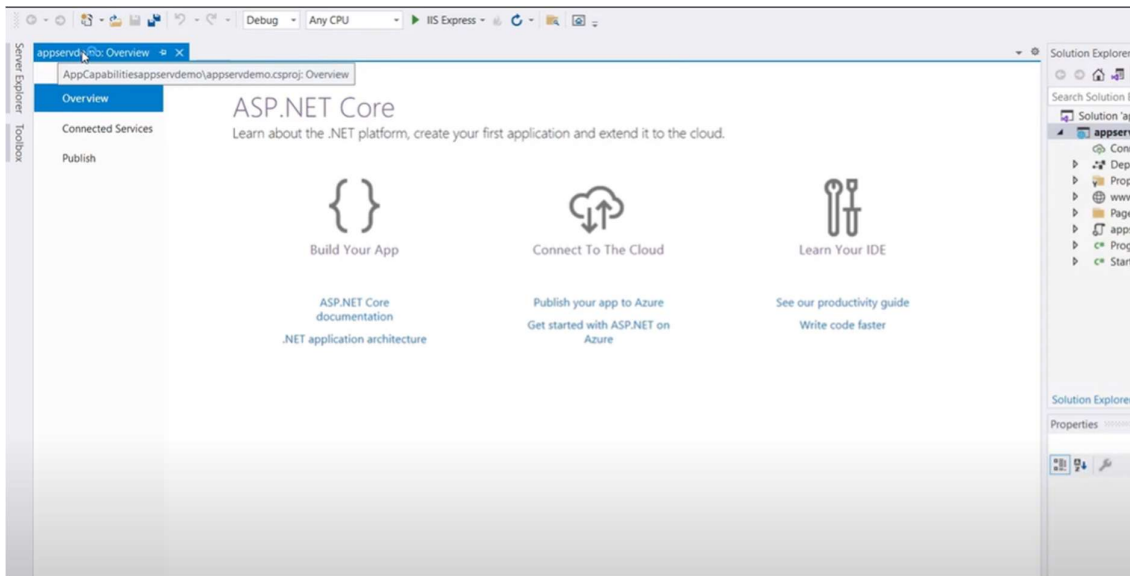 Debug
Any CPU
IIS Express
Server Explorer
Toolbox
appservdemo: Overview
AppCapabilitiesappservdemo\appservdemo.csproj: Overview
Overview
Connected Services
Publish
ASP.NET Core
Learn about the .NET platform, create your first application and extend it to the cloud.
Build Your App
Connect To The Cloud
Learn Your IDE
ASP.NET Core
documentation
.NET application architecture
Publish your app to Azure
Get started with ASP.NET on
Azure
See our productivity guide
Write code faster
Solution Explorer
Search Solution
Solution 'ap
appserv
Con
Dep
Prop
www
Page
apps
Prog
Star
Solution Explore
Properties